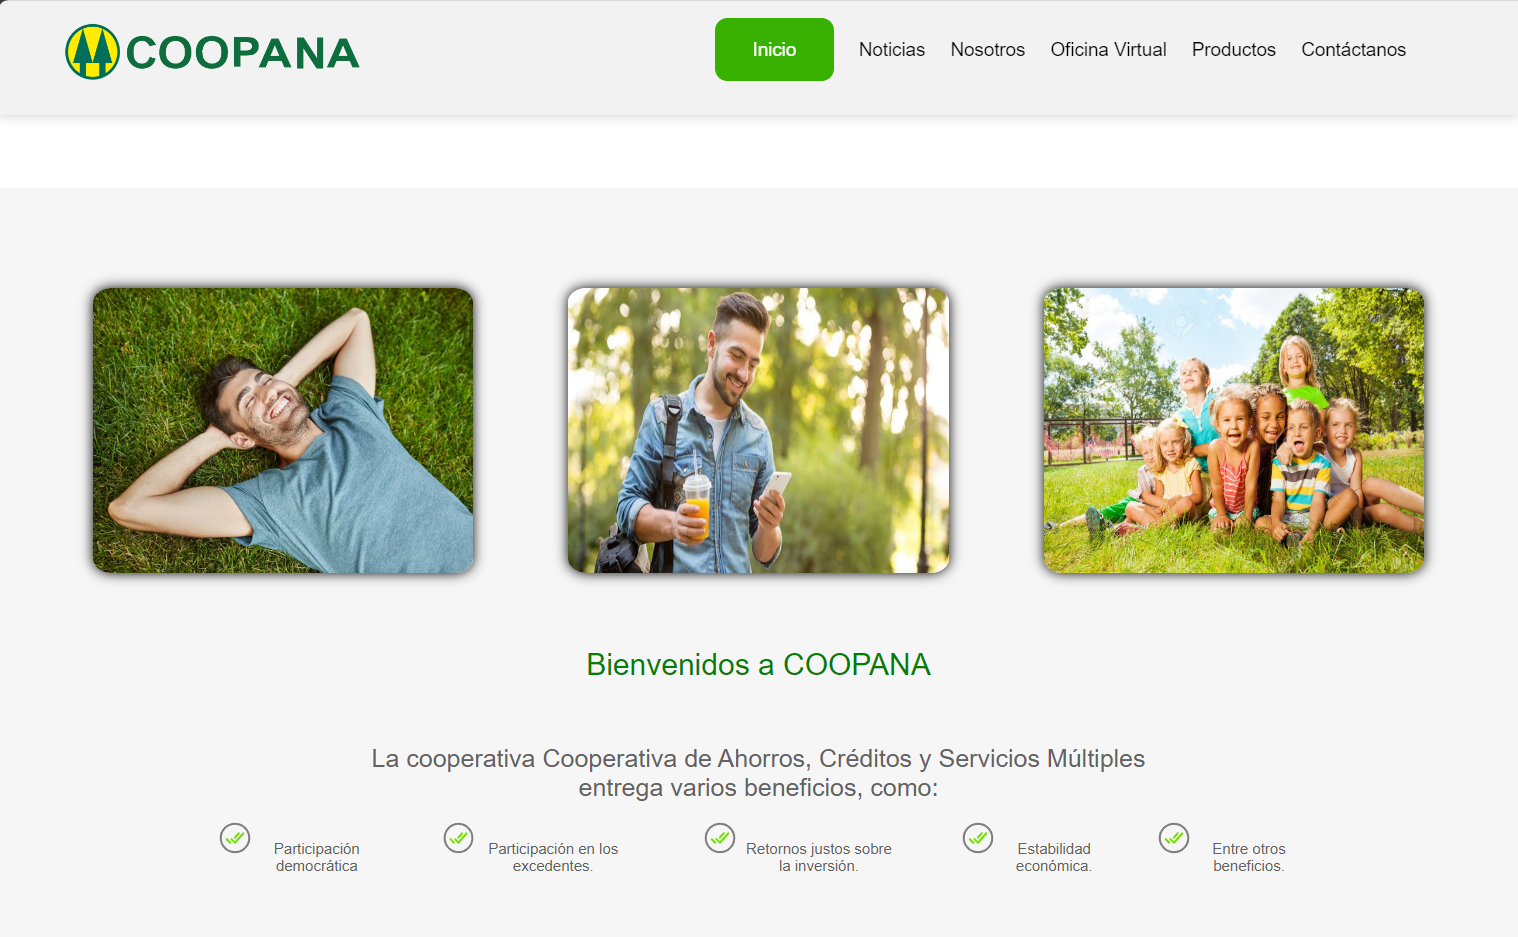 COOPANA
Inicio Noticias Nosotros Oficina Virtual Productos Contáctanos
Bienvenidos a COOPANA
La cooperativa Cooperativa de Ahorros, Créditos y Servicios Múltiples
entrega varios beneficios, como:
Participación
democrática
Participación en los
excedentes.
Retornos justos sobre
la inversión.
Estabilidad
económica.
Entre otros
beneficios.